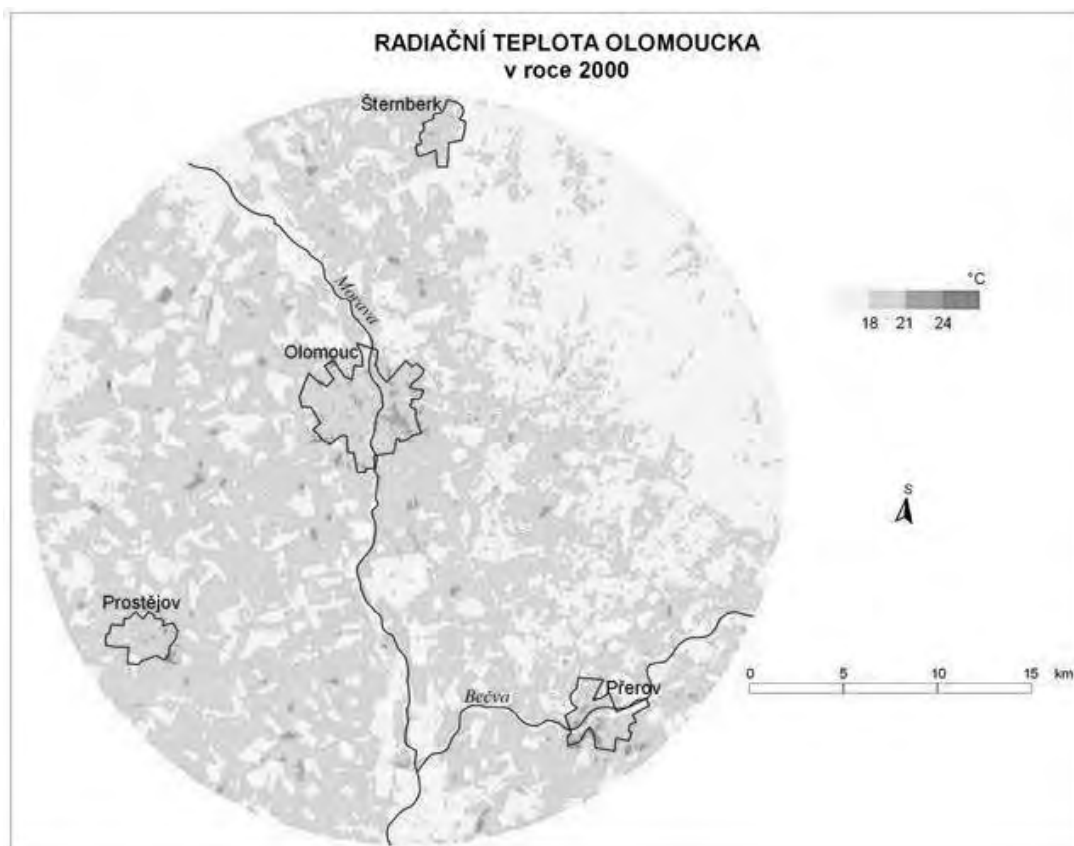 RADIAČNÍ TEPLOTA OLOMOUCKA
v roce 2000
Šternberk
Morava
°C
18 21 24
Olomouc
S
Prostějov
Přerov
Bečva
0 5 10 15 km